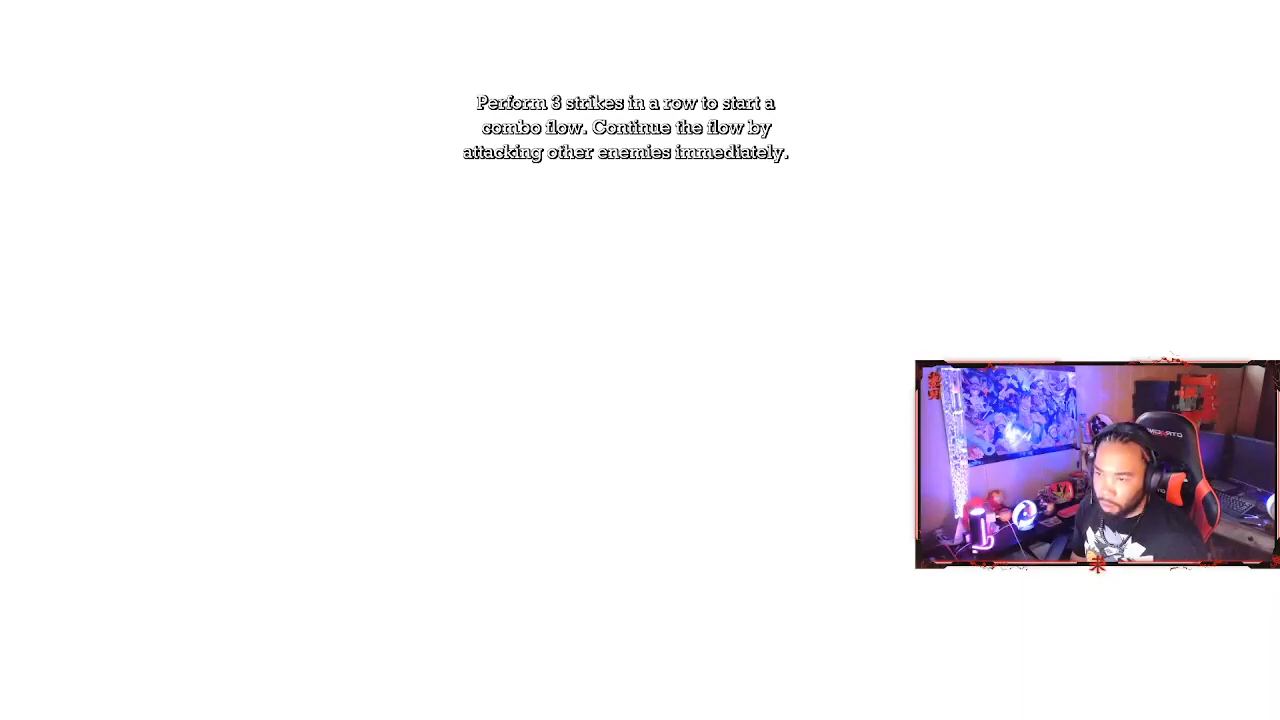 Perform 3 strikes in a row to start a
combo flow. Continue the flow by
attacking other enemies immediately.